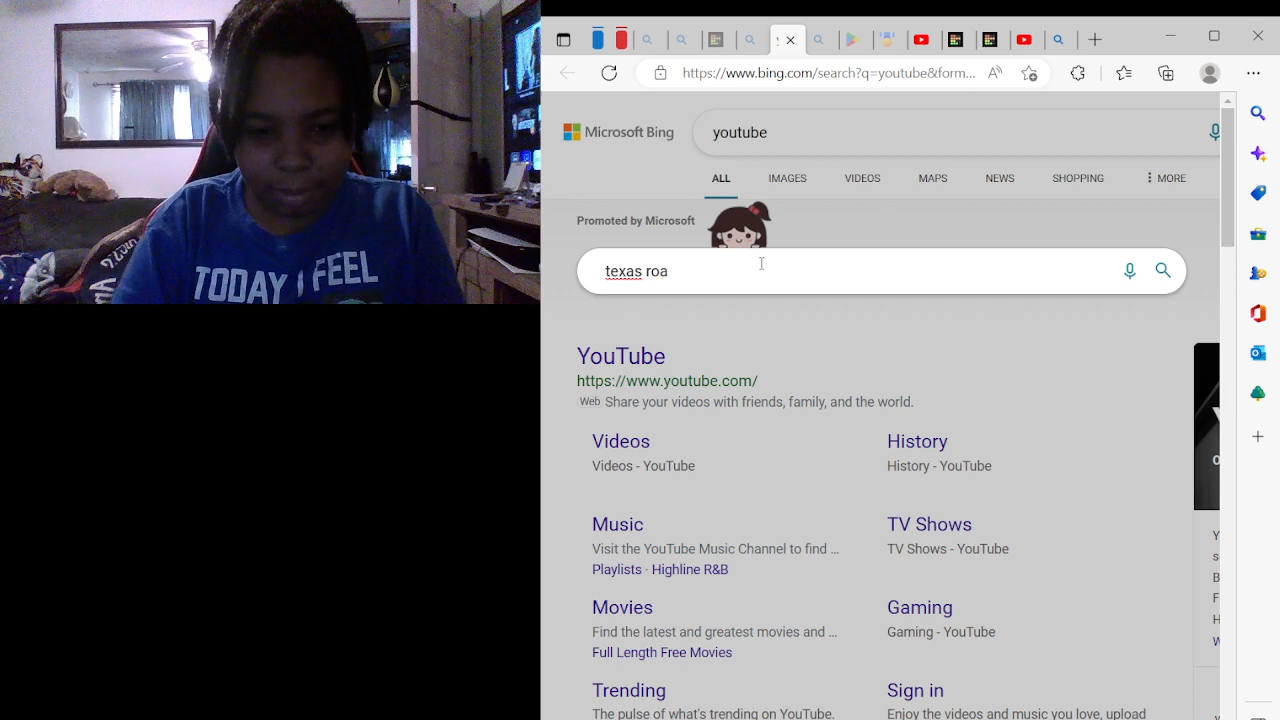 TODAY I FEEL
https://www.bing.com/search?q=youtube&form...
Microsoft Bing
youtube
ALL IMAGES VIDEOS MAPS NEWS SHOPPING MORE
Promoted by Microsoft
texas roa
YouTube
https://www.youtube.com/
Web Share your videos with friends, family, and the world.
Videos
Videos - YouTube
History
History - YouTube
Music
Visit the YouTube Music Channel to find ...
Playlists · Highline R&B
TV Shows
TV Shows - YouTube
Movies
Find the latest and greatest movies and ...
Full Length Free Movies
Gaming
Gaming - YouTube
Trending
The pulse of what's trending on YouTube.
Sign in
Enjoy the videos and music you love, upload